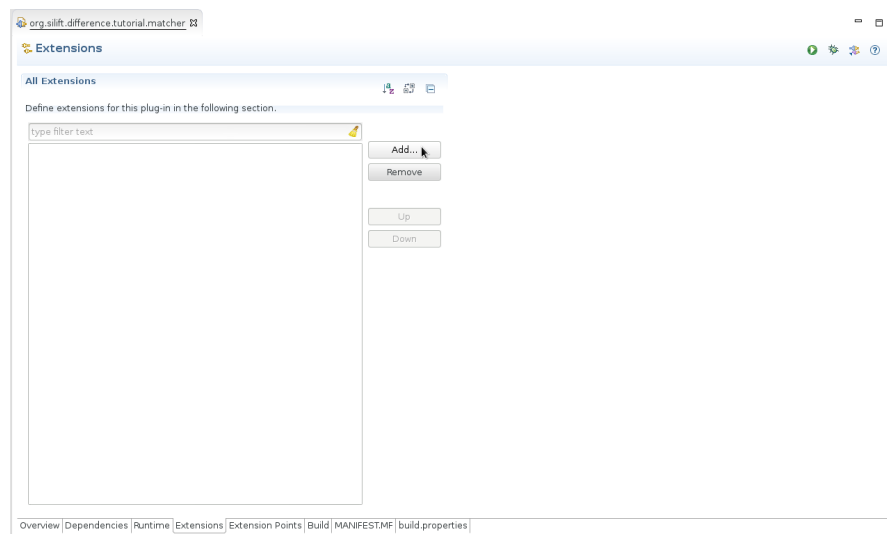 org.silift.difference.tutorial.matcher
Extensions
All Extensions
Define extensions for this plug-in in the following section.
type filter text
Add...
Remove
Up
Down
Overview Dependencies Runtime Extensions Extension Points Build MANIFEST.MF build.properties